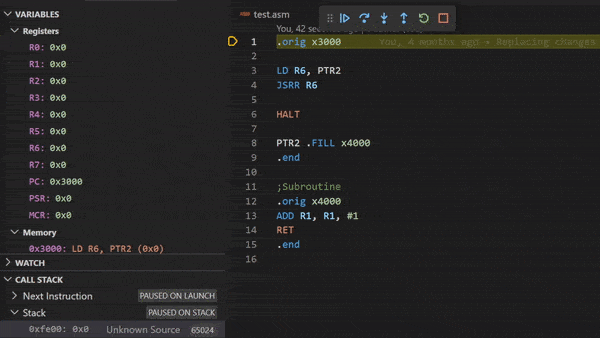 VARIABLES
Registers
R0: 0x0
R1: 0x0
R2: 0x0
R3: 0x0
R4: 0x0
R5: 0x0
R6: 0x0
R7: 0x0
PC: 0x3000
PSR: 0x0
MCR: 0x0
Memory
0x3000: LD R6, PTR2 (0x0)
WATCH
CALL STACK
Next Instruction PAUSED ON LAUNCH
Stack PAUSED ON STACK
0xfe00: 0x0 Unknown Source 65024
test.asm
You, 42 seconds
1 .orig x3000 You, 4 months ago • Replacing changes
2
3 LD R6, PTR2
4 JSRR R6
5
6 HALT
7
8 PTR2 .FILL x4000
9 .end
10
11 ;Subroutine
12 .orig x4000
13 ADD R1, R1, #1
14 RET
15 .end
16